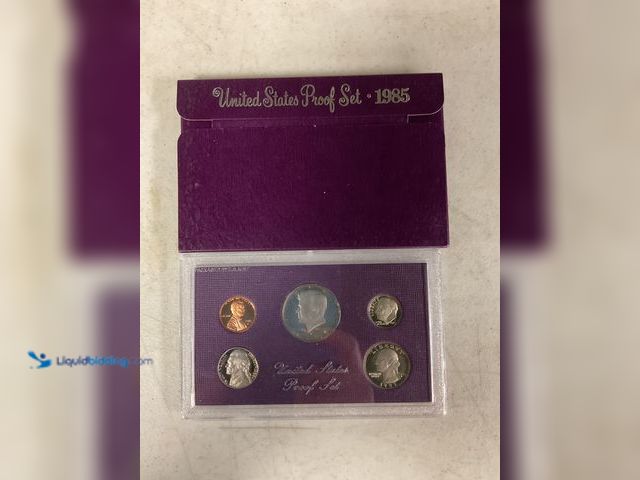 United States Proof Set · 1985
Liquidbidding.com
United States
Proof Set